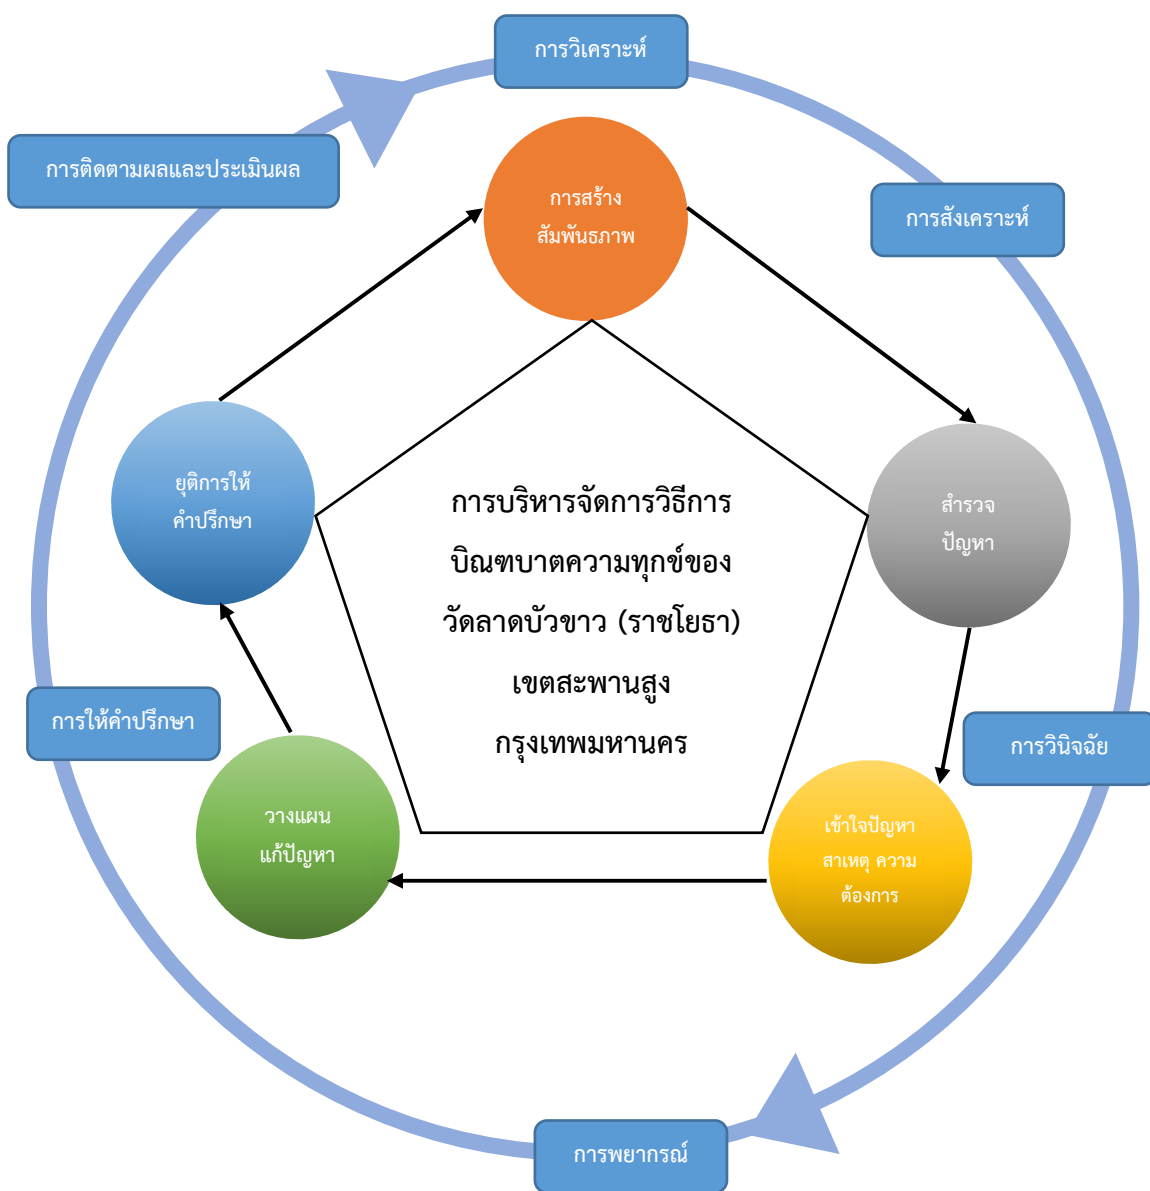 การวิเคราะห์
การติดตามผลและประเมินผล
การสังเคราะห์
การสร้าง
สัมพันธภาพ
ยุติการให้
คำปรึกษา
สำรวจ
ปัญหา
การบริหารจัดการวิธีการ
บิณฑบาตความทุกข์ของ
วัดลาดบัวขาว (ราชโยธา)
เขตสะพานสูง
กรุงเทพมหานคร
การให้คำปรึกษา
การวินิจฉัย
วางแผน
แก้ปัญหา
เข้าใจปัญหา
สาเหตุ ความ
ต้องการ
การพยากรณ์